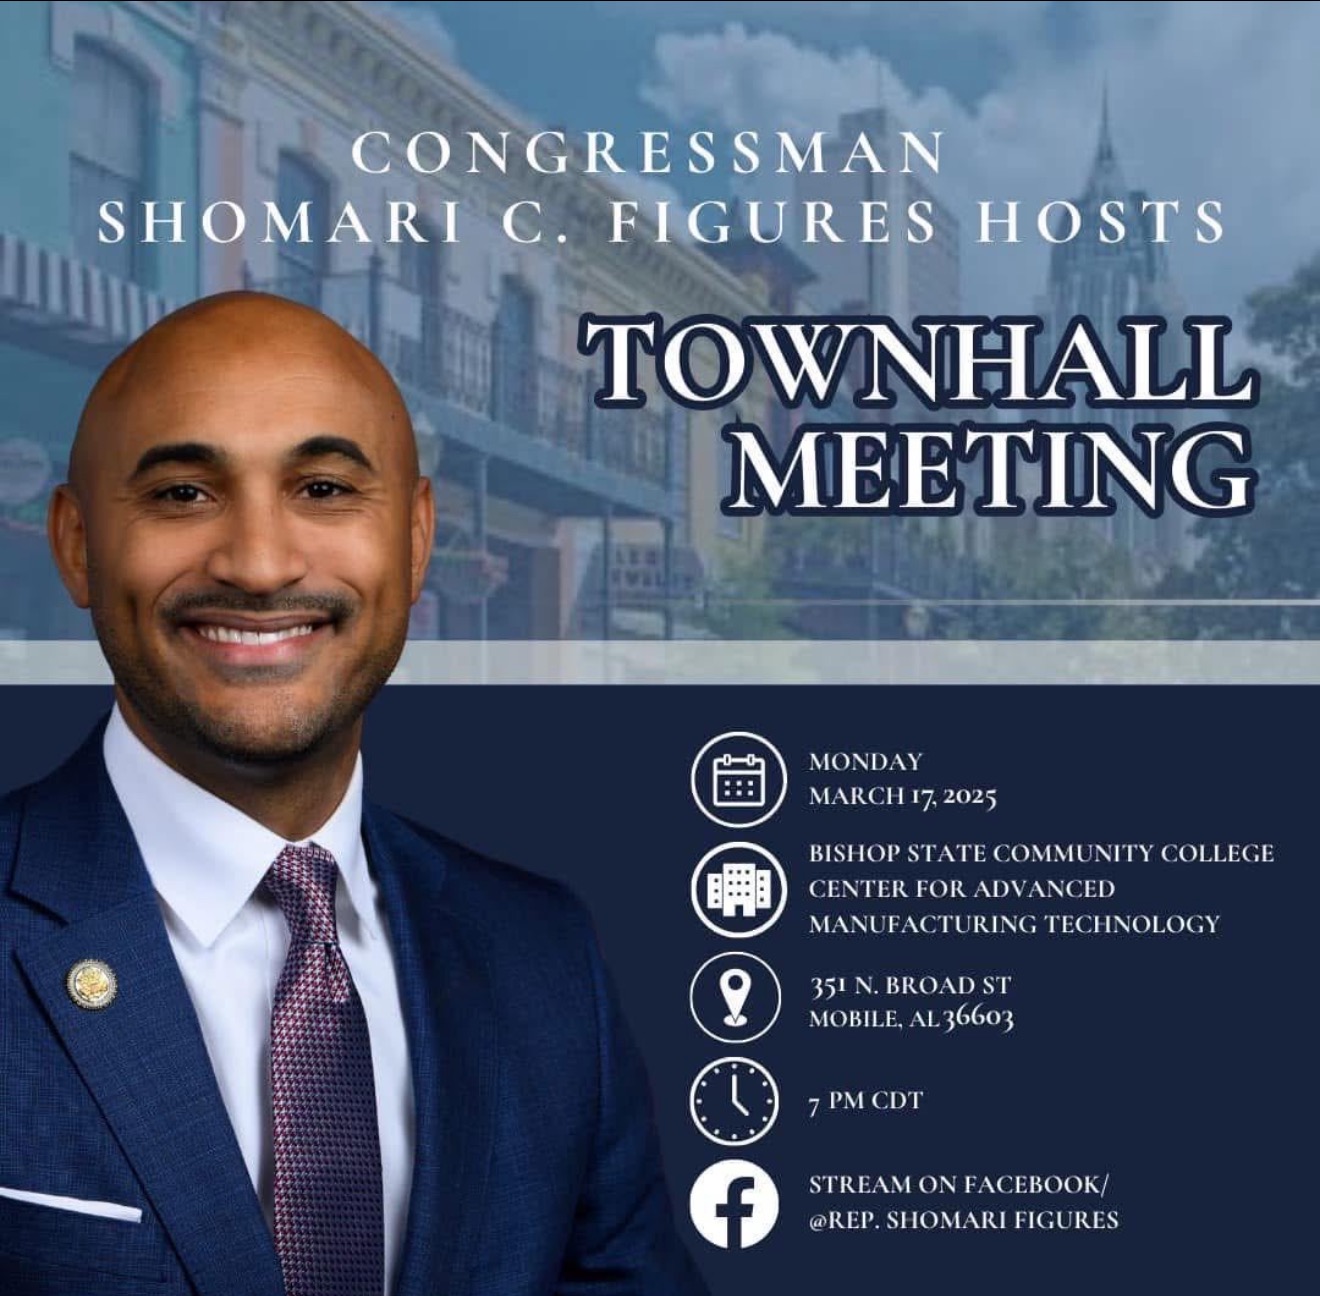 CONGRESSMAN
SHOMARI C. FIGURES HOSTS
TOWNHALL
MEETING
MONDAY
MARCH 17, 2025
BISHOP STATE COMMUNITY COLLEGE
CENTER FOR ADVANCED
MANUFACTURING TECHNOLOGY
351 N. BROAD ST
MOBILE, AL 36603
7 PM CDT
STREAM ON FACEBOOK/
@REP. SHOMARI FIGURES